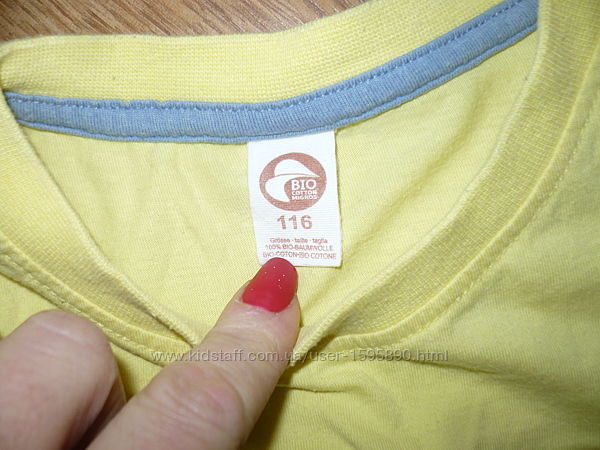 BIO
COTTON
MIGROS
116
Grösse - taille - taglia
100% BIO-BAUMWOLLE
BIO-COTON-BIO COTONE
www.kidstaff.com.ua/user-1595890.html